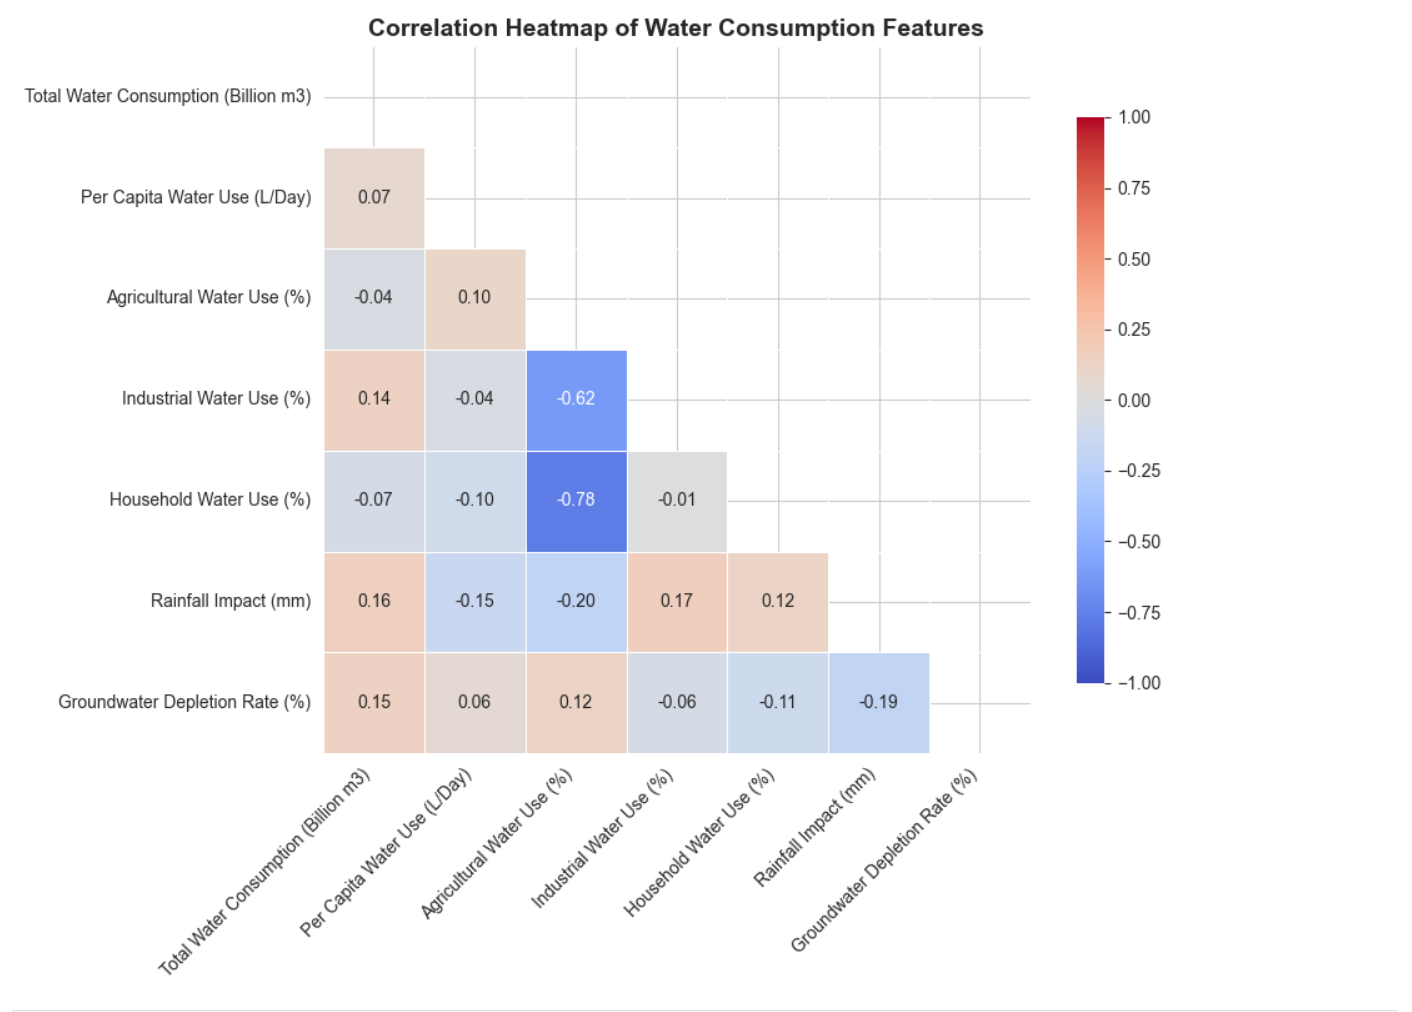 Correlation Heatmap of Water Consumption Features
Total Water Consumption (Billion m3)
Per Capita Water Use (L/Day)
0.07
Agricultural Water Use (%)
-0.04 0.10
Industrial Water Use (%)
0.14 -0.04 -0.62
Household Water Use (%)
-0.07 -0.10 -0.78 -0.01
Rainfall Impact (mm)
0.16 -0.15 -0.20 0.17 0.12
Groundwater Depletion Rate (%)
0.15 0.06 0.12 -0.06 -0.11 -0.19
Total Water Consumption (Billion m3)
Per Capita Water Use (L/Day)
Agricultural Water Use (%)
Industrial Water Use (%)
Household Water Use (%)
Rainfall Impact (mm)
Groundwater Depletion Rate (%)
1.00
0.75
0.50
0.25
0.00
−0.25
−0.50
−0.75
−1.00